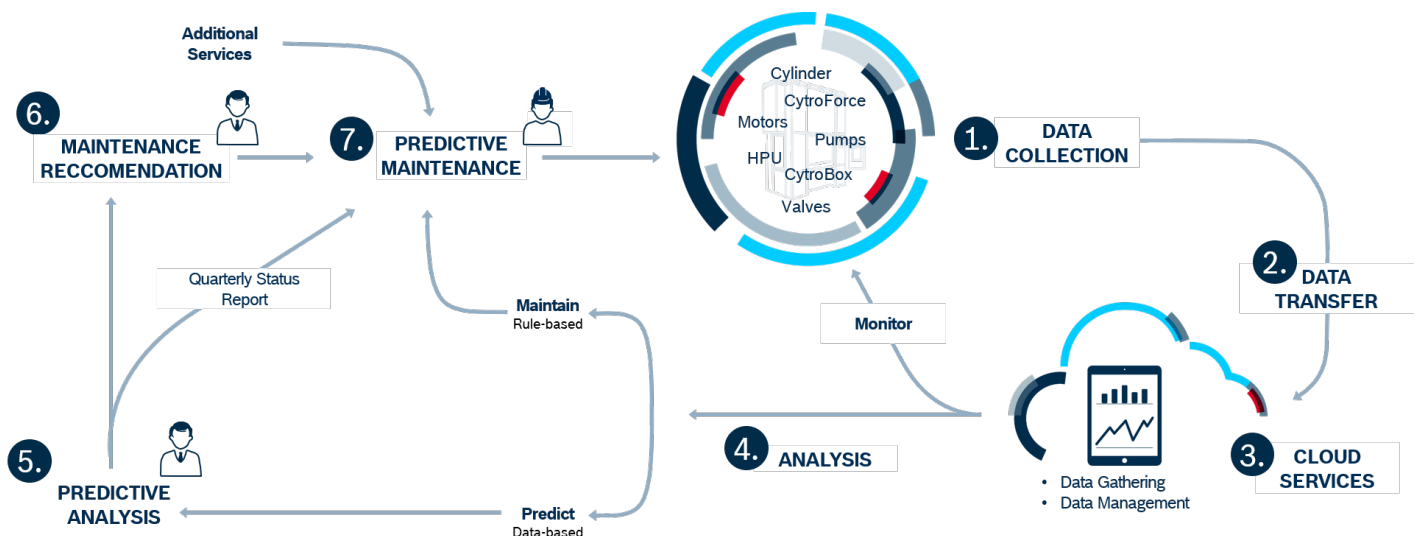 Additional
Services
6.
MAINTENANCE
RECCOMENDATION
7.
PREDICTIVE
MAINTENANCE
Cylinder
CytroForce
Motors
Pumps
HPU
CytroBox
Valves
1.
DATA
COLLECTION
2.
DATA
TRANSFER
3.
CLOUD
SERVICES
• Data Gathering
• Data Management
Monitor
4.
ANALYSIS
Maintain
Rule-based
Predict
Data-based
5.
PREDICTIVE
ANALYSIS
Quarterly Status
Report